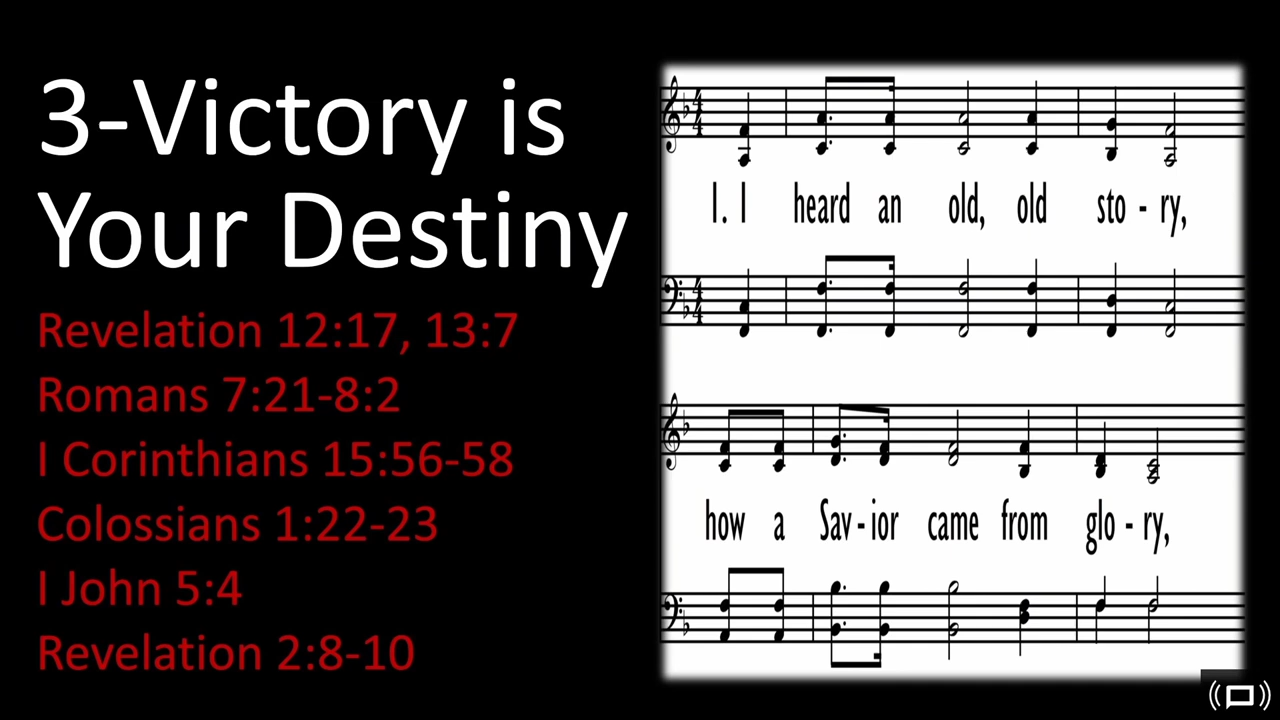 3-Victory is
Your Destiny
Revelation 12:17, 13:7
Romans 7:21-8:2
I Corinthians 15:56-58
Colossians 1:22-23
I John 5:4
Revelation 2:8-10
1. I heard an old, old sto - ry,
how a Sav - ior came from glo - ry,